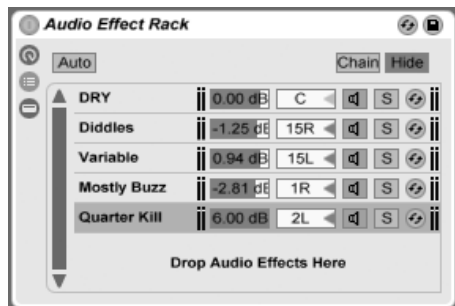 Audio Effect Rack
Auto Chain Hide
DRY 0.00 dB C S
Diddles -1.25 dB 15R S
Variable 0.94 dB 15L S
Mostly Buzz -2.81 dB 1R S
Quarter Kill 6.00 dB 2L S
Drop Audio Effects Here